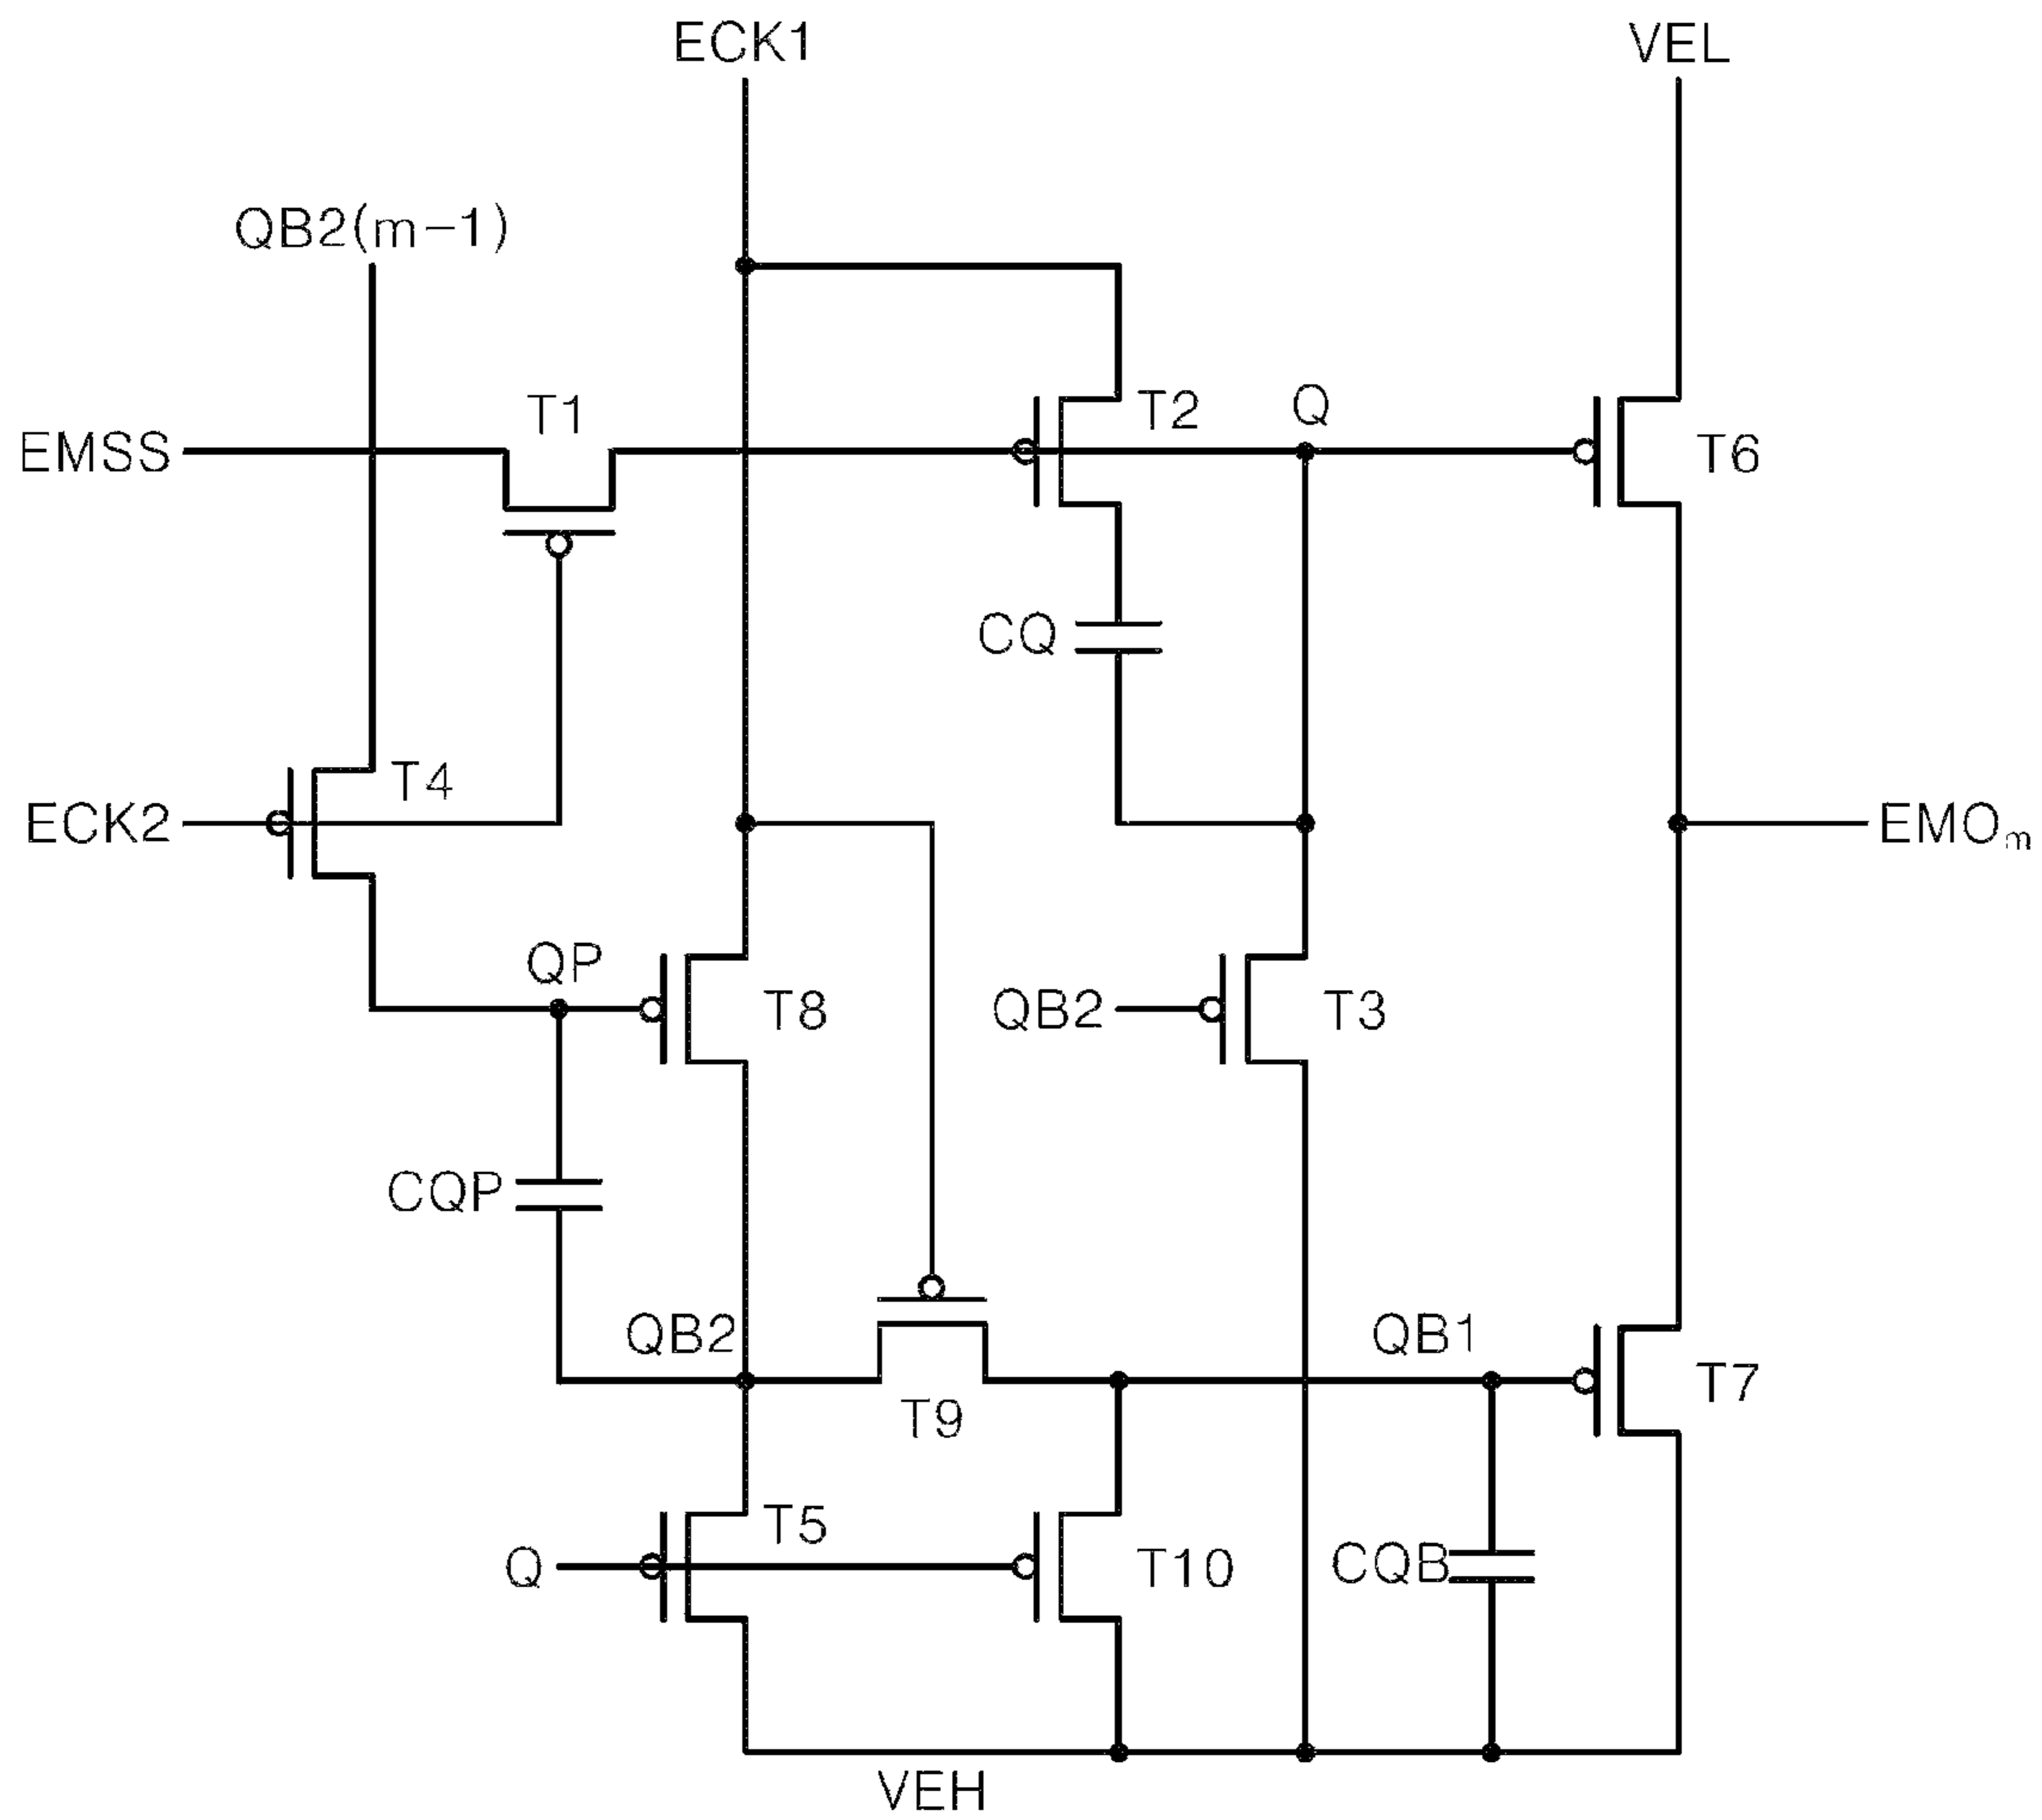 ECK1
VEL
QB2(m-1)
T1
T2
Q
EMSS
T6
CQ
T4
ECK2
EMOm
QP
T8
QB2
T3
CQP
QB2
QB1
T7
T9
T5
Q
T10
CQB
VEH